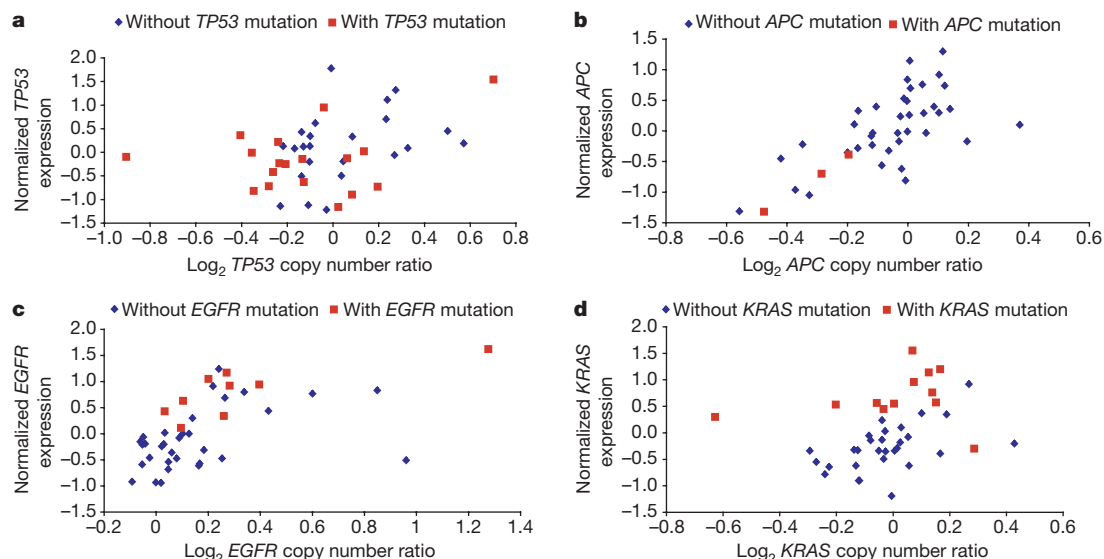 a
Without TP53 mutation With TP53 mutation
Normalized TP53
expression
2.0
1.5
1.0
0.5
0
−0.5
−1.0
−1.5
−1.0 −0.8 −0.6 −0.4 −0.2 0 0.2 0.4 0.6 0.8
Log₂ TP53 copy number ratio
b
Without APC mutation With APC mutation
Normalized APC
expression
1.5
1.0
0.5
0.0
−0.5
−1.0
−1.5
−0.8 −0.6 −0.4 −0.2 0 0.2 0.4 0.6
Log₂ APC copy number ratio
c
Without EGFR mutation With EGFR mutation
Normalized EGFR
expression
2.0
1.5
1.0
0.5
0.0
−0.5
−1.0
−1.5
−0.2 0 0.2 0.4 0.6 0.8 1.0 1.2 1.4
Log₂ EGFR copy number ratio
d
Without KRAS mutation With KRAS mutation
Normalized KRAS
expression
2.0
1.5
1.0
0.5
0.0
−0.5
−1.0
−1.5
−0.8 −0.6 −0.4 −0.2 0 0.2 0.4 0.6
Log₂ KRAS copy number ratio